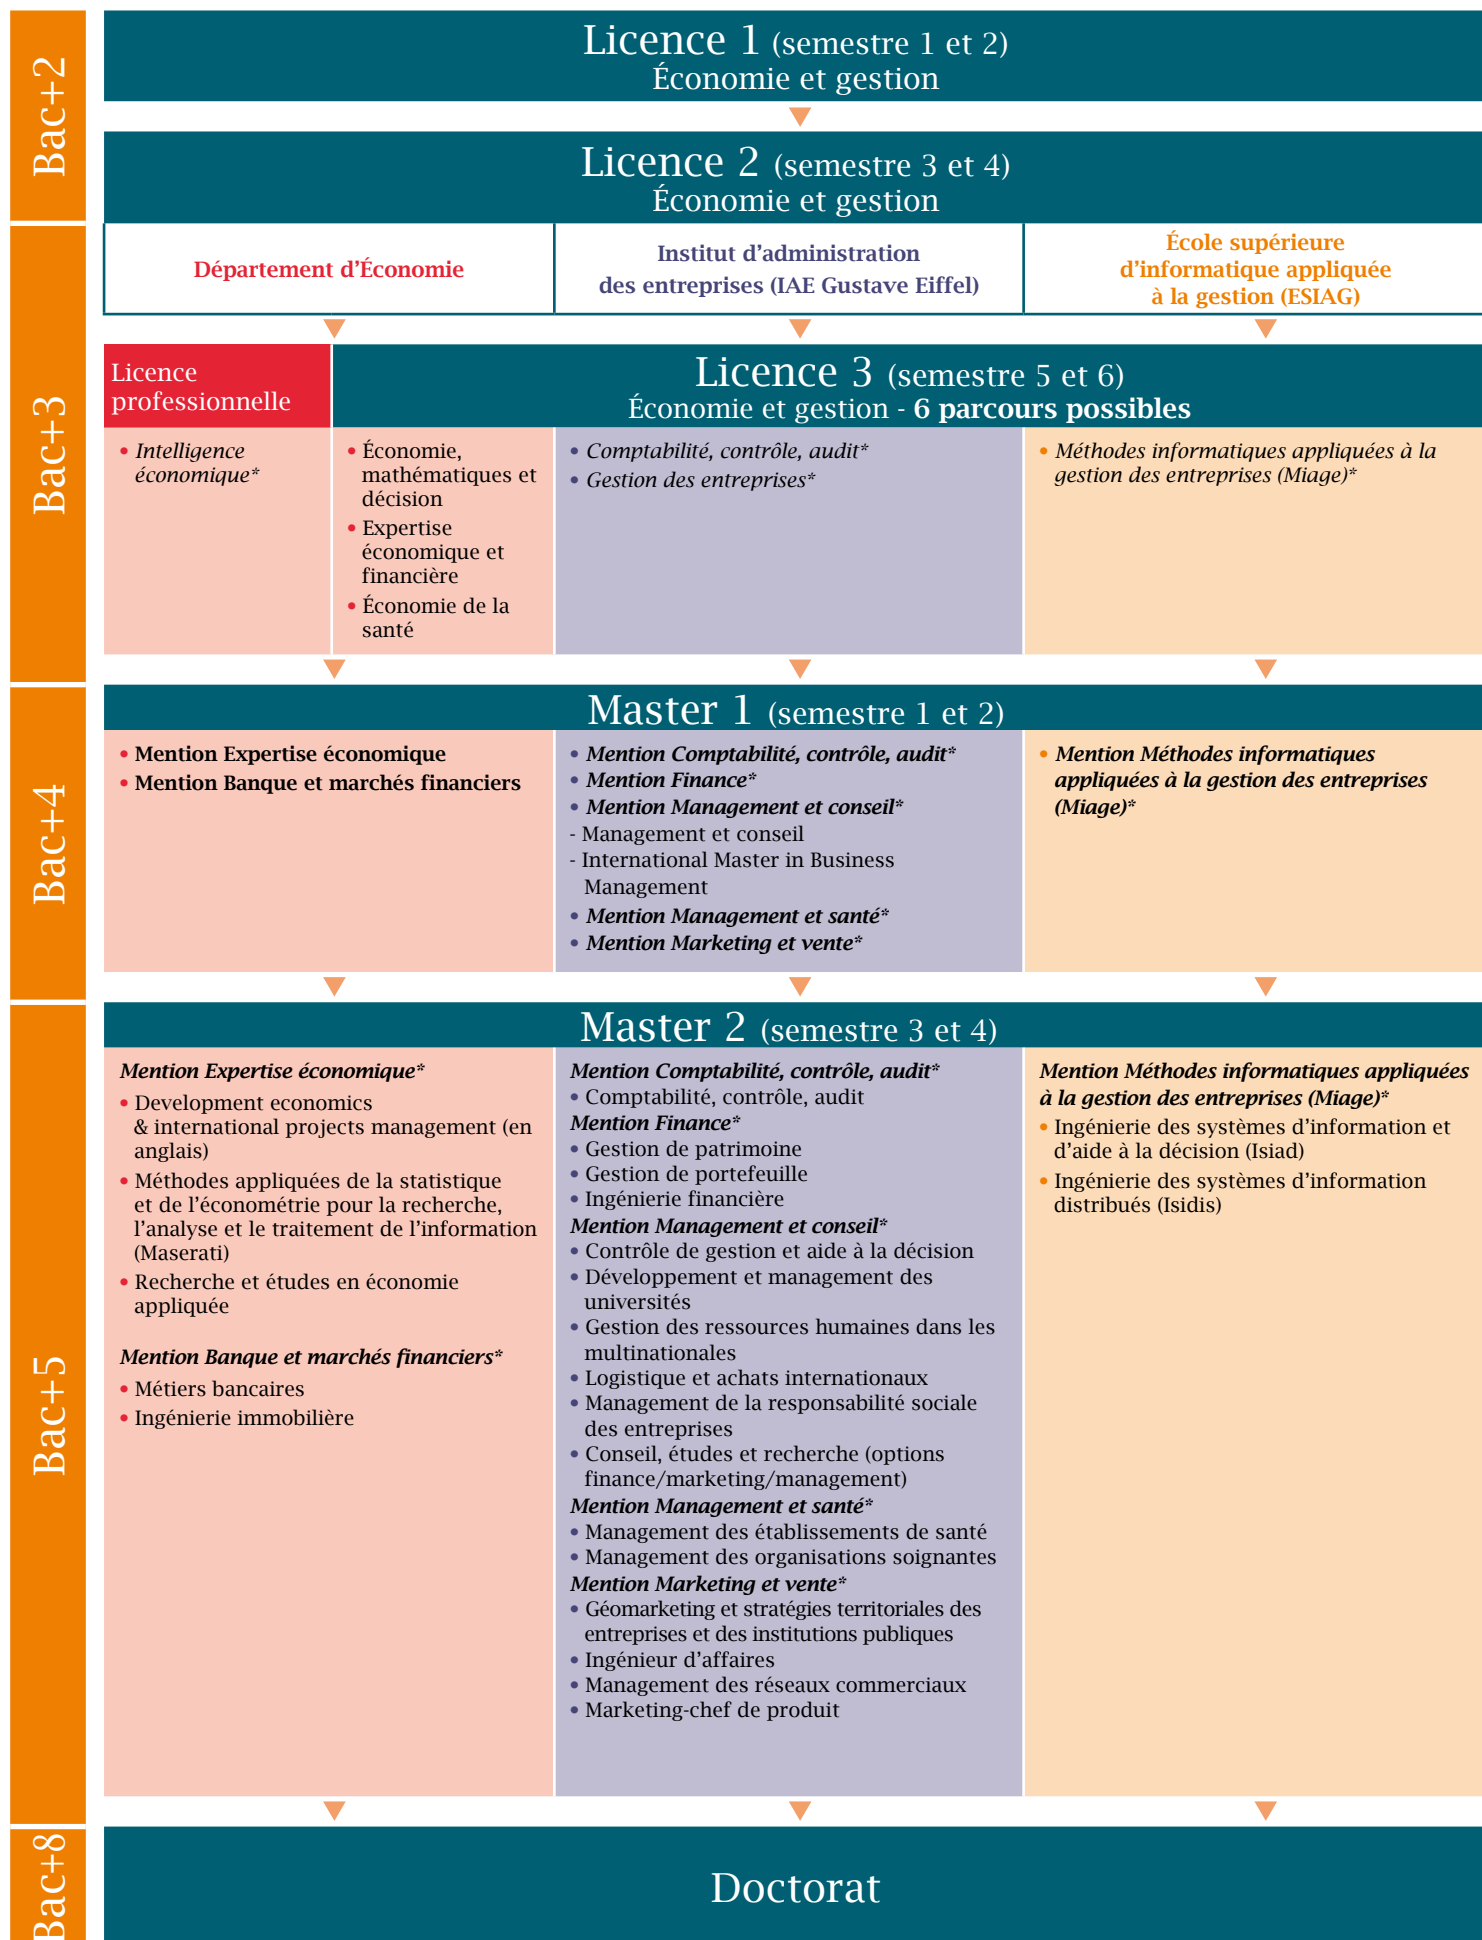 Bac+2
Licence 1 (semestre 1 et 2)
Économie et gestion
Licence 2 (semestre 3 et 4)
Économie et gestion
Bac+3
Département d'Économie
Institut d'administration
des entreprises (IAE Gustave Eiffel)
École supérieure
d'informatique appliquée
à la gestion (ESIAG)
Licence
professionnelle
Licence 3 (semestre 5 et 6)
Économie et gestion - 6 parcours possibles
• Intelligence
économique*
• Économie,
mathématiques et
décision
• Expertise
économique et
financière
• Économie de la
santé
• Comptabilité, contrôle, audit*
• Gestion des entreprises*
• Méthodes informatiques appliquées à la
gestion des entreprises (Miage)*
Bac+4
Master 1 (semestre 1 et 2)
• Mention Expertise économique
• Mention Banque et marchés financiers
• Mention Comptabilité, contrôle, audit*
• Mention Finance*
• Mention Management et conseil*
- Management et conseil
- International Master in Business
Management
• Mention Management et santé*
• Mention Marketing et vente*
• Mention Méthodes informatiques
appliquées à la gestion des entreprises
(Miage)*
Bac+5
Master 2 (semestre 3 et 4)
Mention Expertise économique*
• Development economics
& international projects management (en
anglais)
• Méthodes appliquées de la statistique
et de l'économétrie pour la recherche,
l'analyse et le traitement de l'information
(Maserati)
• Recherche et études en économie
appliquée
Mention Banque et marchés financiers*
• Métiers bancaires
• Ingénierie immobilière
Mention Comptabilité, contrôle, audit*
• Comptabilité, contrôle, audit
Mention Finance*
• Gestion de patrimoine
• Gestion de portefeuille
• Ingénierie financière
Mention Management et conseil*
• Contrôle de gestion et aide à la décision
• Développement et management des
universités
• Gestion des ressources humaines dans les
multinationales
• Logistique et achats internationaux
• Management de la responsabilité sociale
des entreprises
• Conseil, études et recherche (options
finance/marketing/management)
Mention Management et santé*
• Management des établissements de santé
• Management des organisations soignantes
Mention Marketing et vente*
• Géomarketing et stratégies territoriales des
entreprises et des institutions publiques
• Ingénieur d'affaires
• Management des réseaux commerciaux
• Marketing-chef de produit
Mention Méthodes informatiques appliquées
à la gestion des entreprises (Miage)*
• Ingénierie des systèmes d'information et
d'aide à la décision (Isiad)
• Ingénierie des systèmes d'information
distribués (Isidis)
Bac+8
Doctorat